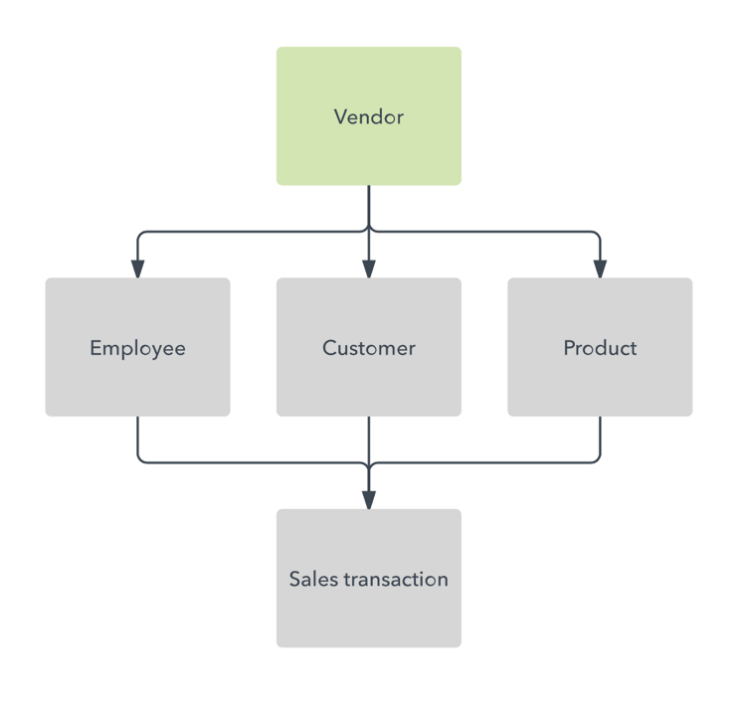 Vendor
Employee
Customer
Product
Sales transaction